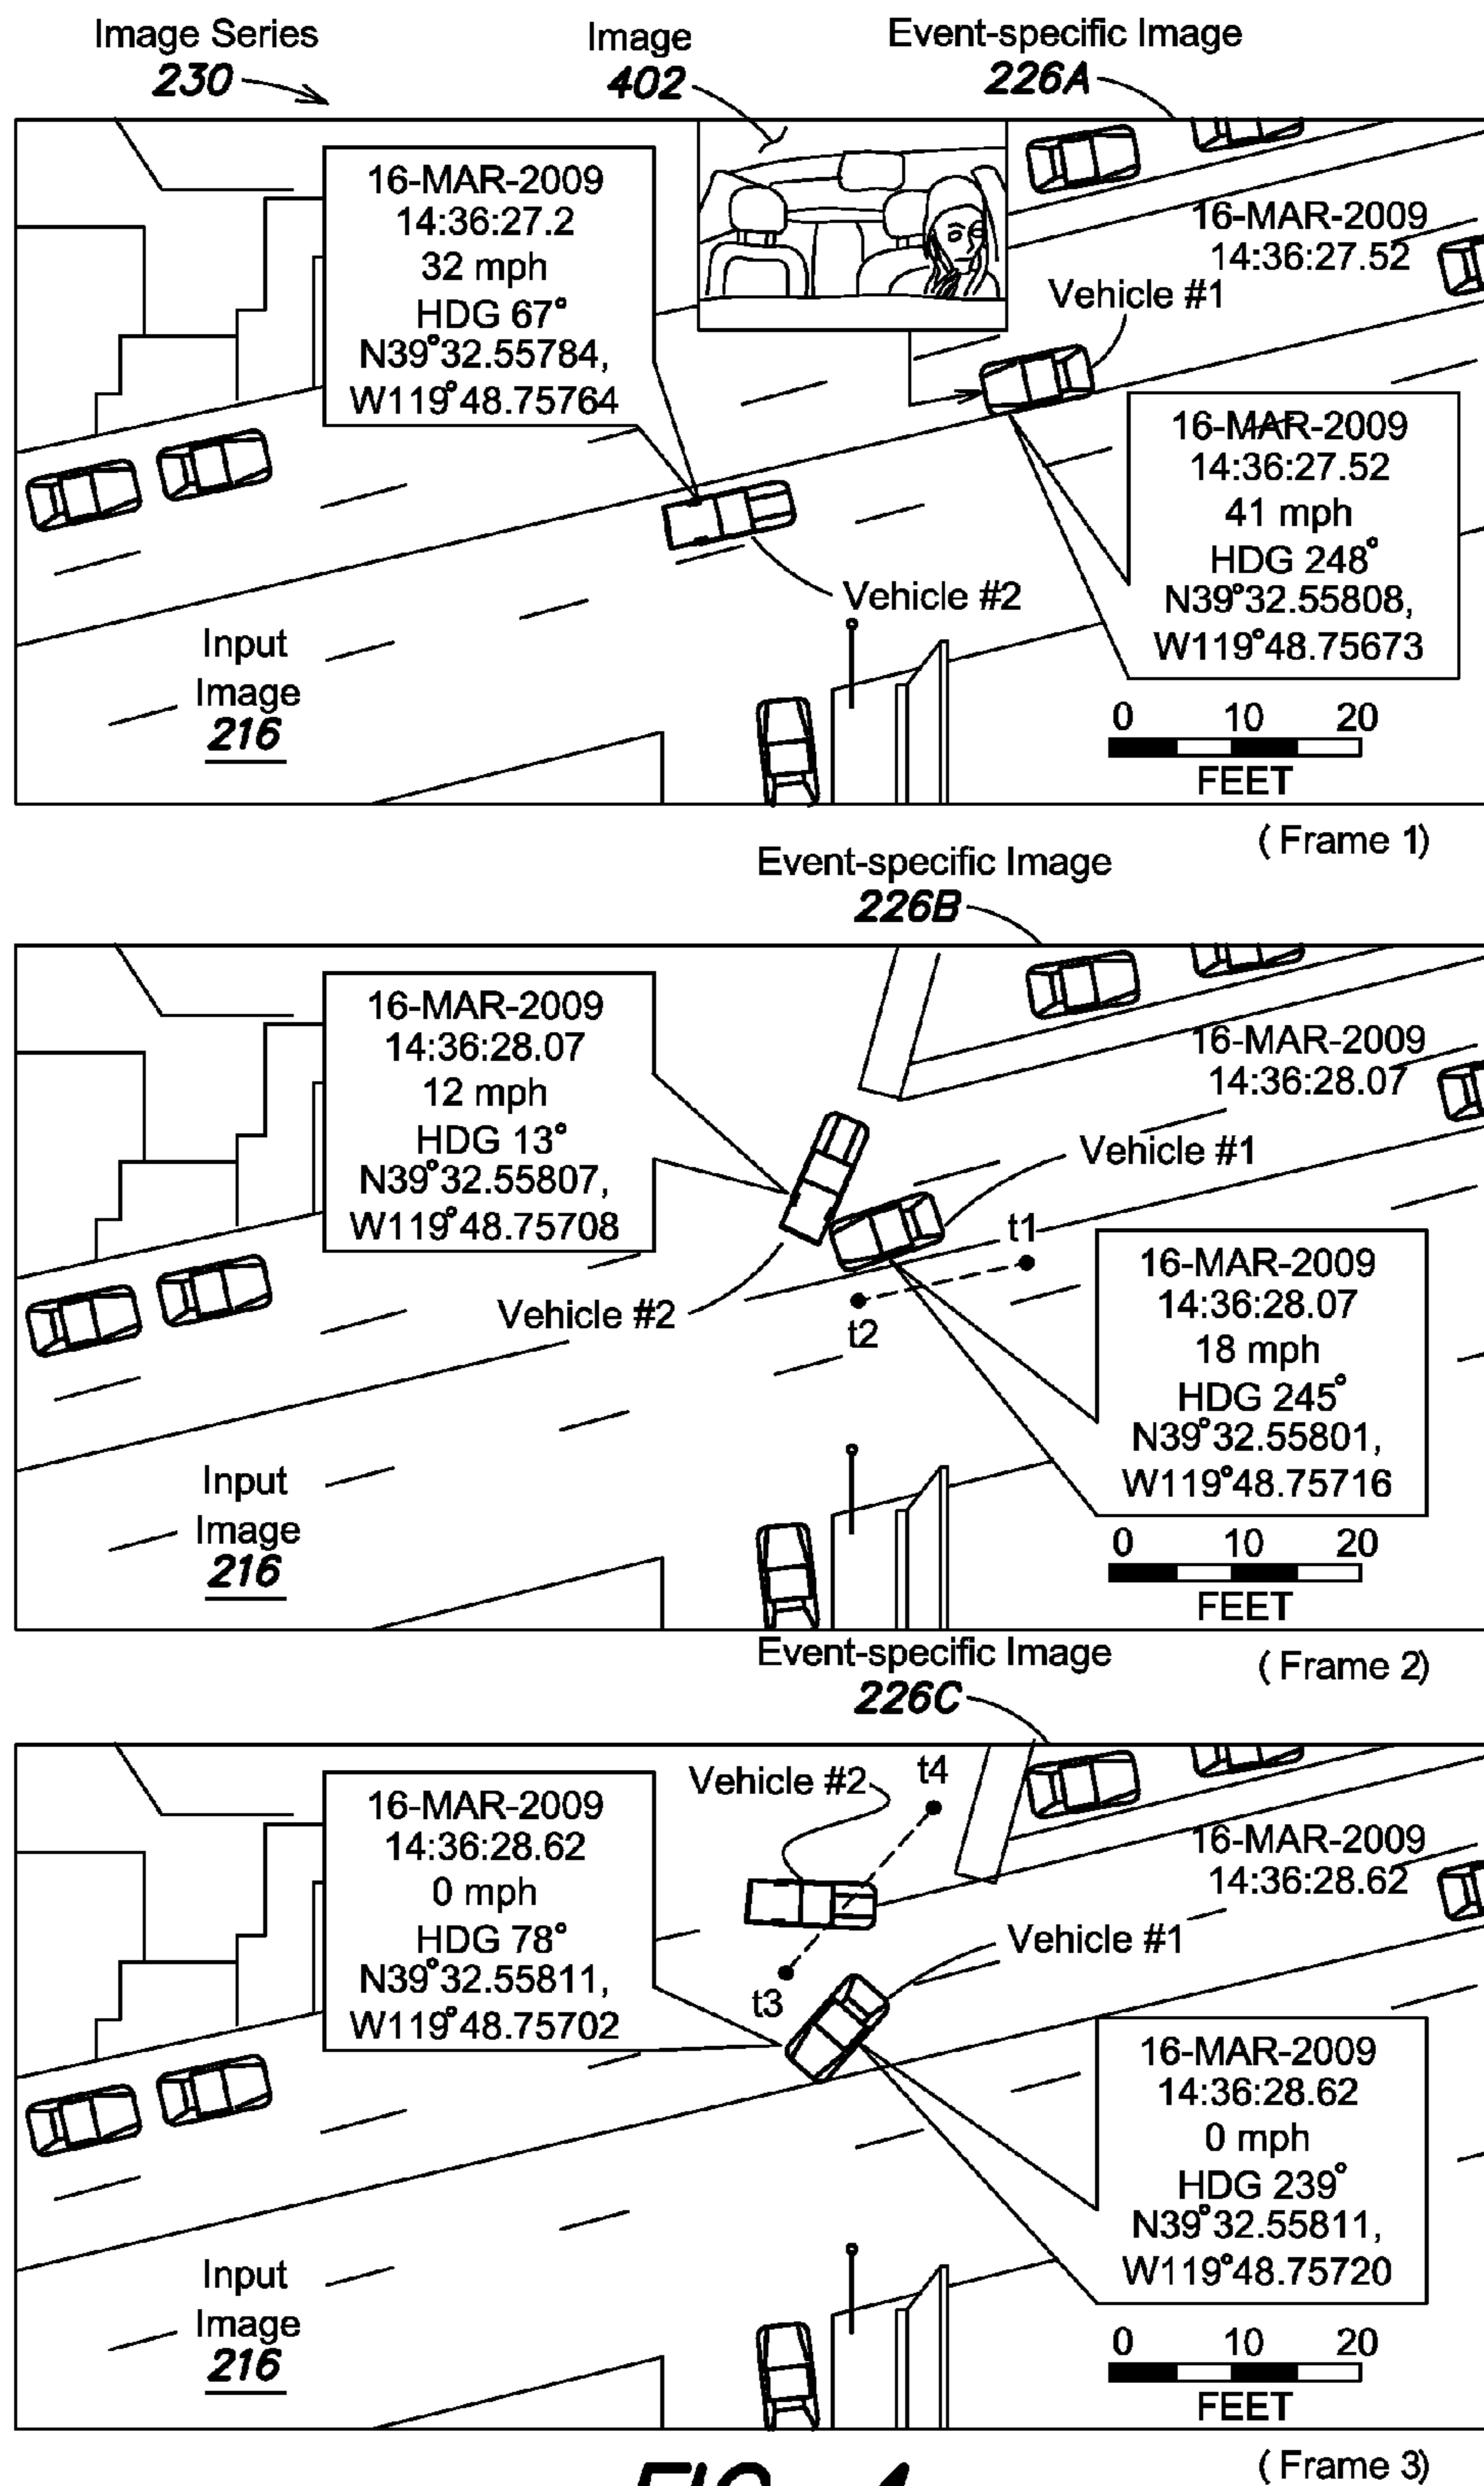 Image Series
230
Image
402
Event-specific Image
226A
16-MAR-2009
14:36:27.2
32 mph
HDG 67°
N39°32.55784,
W119°48.75764
16-MAR-2009
14:36:27.52
Vehicle #1
16-MAR-2009
14:36:27.52
41 mph
HDG 248°
N39°32.55808,
W119°48.75673
Vehicle #2
Input
Image
216
0 10 20
FEET
( Frame 1)
Event-specific Image
226B
16-MAR-2009
14:36:28.07
12 mph
HDG 13°
N39°32.55807,
W119°48.75708
16-MAR-2009
14:36:28.07
Vehicle #1
t1
Vehicle #2
t2
16-MAR-2009
14:36:28.07
18 mph
HDG 245°
N39°32.55801,
W119°48.75716
Input
Image
216
0 10 20
FEET
( Frame 2)
Event-specific Image
226C
Vehicle #2
t4
16-MAR-2009
14:36:28.62
0 mph
HDG 78°
N39°32.55811,
W119°48.75702
16-MAR-2009
14:36:28.62
Vehicle #1
t3
16-MAR-2009
14:36:28.62
0 mph
HDG 239°
N39°32.55811,
W119°48.75720
Input
Image
216
0 10 20
FEET
( Frame 3)